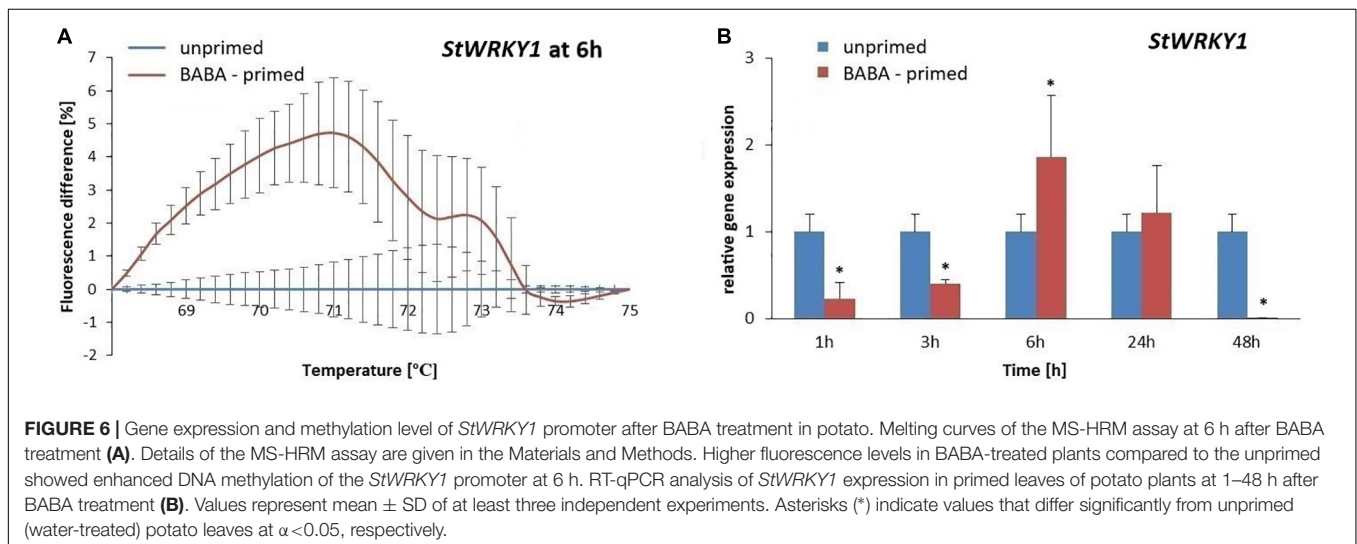 A
unprimed
BABA - primed
StWRKY1 at 6h
Fluorescence difference [%]
7
6
5
4
3
2
1
0
-1
-2
69
70
71
72
73
74
75
Temperature [°C]
B
unprimed
BABA - primed
StWRKY1
relative gene expression
3
2
1
0
*
*
*
*
1h
3h
6h
24h
48h
Time [h]
FIGURE 6 | Gene expression and methylation level of StWRKY1 promoter after BABA treatment in potato. Melting curves of the MS-HRM assay at 6 h after BABA
treatment (A). Details of the MS-HRM assay are given in the Materials and Methods. Higher fluorescence levels in BABA-treated plants compared to the unprimed
showed enhanced DNA methylation of the StWRKY1 promoter at 6 h. RT-qPCR analysis of StWRKY1 expression in primed leaves of potato plants at 1–48 h after
BABA treatment (B). Values represent mean ± SD of at least three independent experiments. Asterisks (*) indicate values that differ significantly from unprimed
(water-treated) potato leaves at α<0.05, respectively.